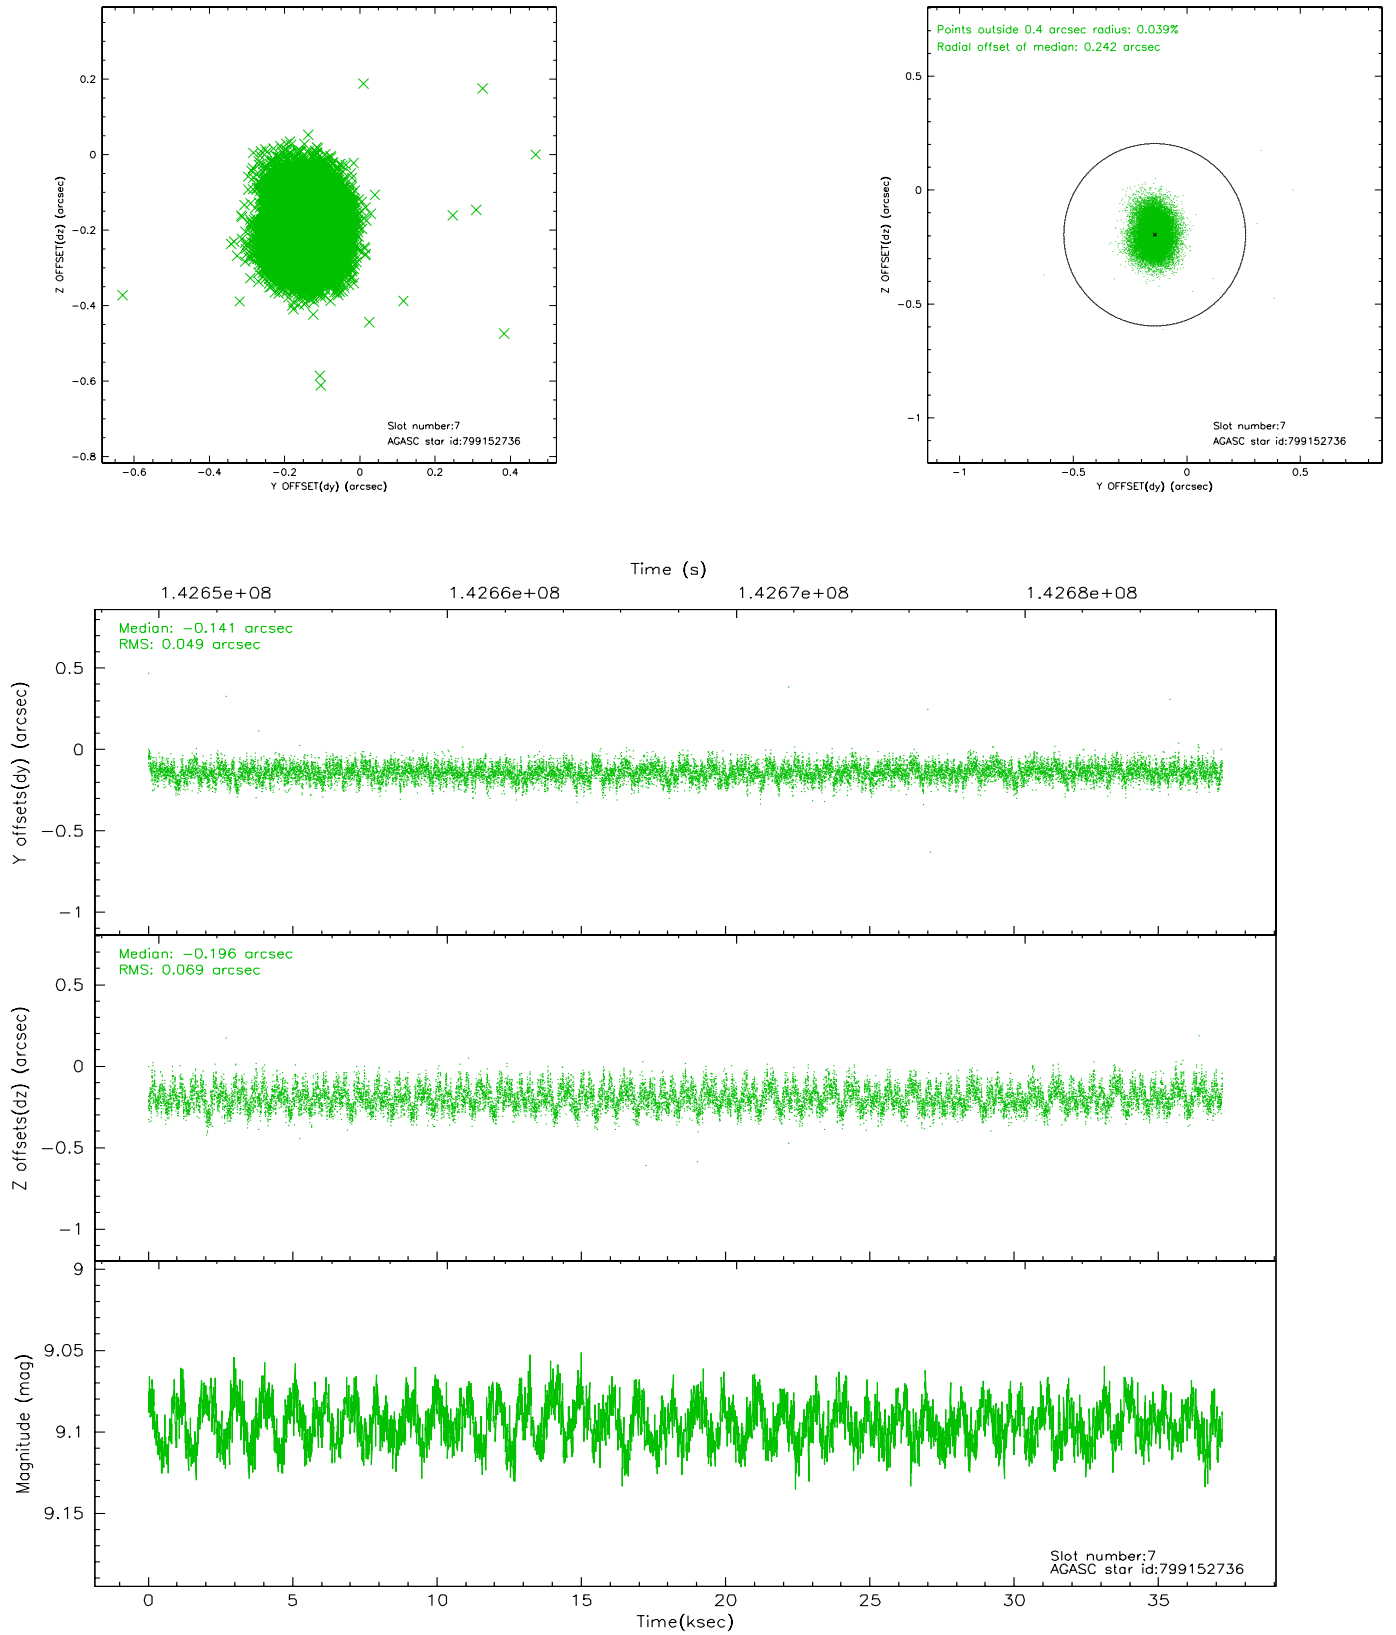 0.2
0
-0.2
-0.4
-0.6
-0.8
Z OFFSET(dz) (arcsec)
Slot number:7
AGASC star id:799152736
-0.6 -0.4 -0.2 0 0.2 0.4
Y OFFSET(dy) (arcsec)
Points outside 0.4 arcsec radius: 0.039%
Radial offset of median: 0.242 arcsec
0.5
0
-0.5
-1
Z OFFSET(dz) (arcsec)
Slot number:7
AGASC star id:799152736
-1 -0.5 0 0.5
Y OFFSET(dy) (arcsec)
Time (s)
1.4265e+08 1.4266e+08 1.4267e+08 1.4268e+08
Median: -0.141 arcsec
RMS: 0.049 arcsec
0.5
0
-0.5
-1
Y offsets(dy) (arcsec)
Median: -0.196 arcsec
RMS: 0.069 arcsec
0.5
0
-0.5
-1
Z offsets(dz) (arcsec)
9
9.05
9.1
9.15
Magnitude (mag)
Slot number:7
AGASC star id:799152736
0 5 10 15 20 25 30 35
Time(ksec)